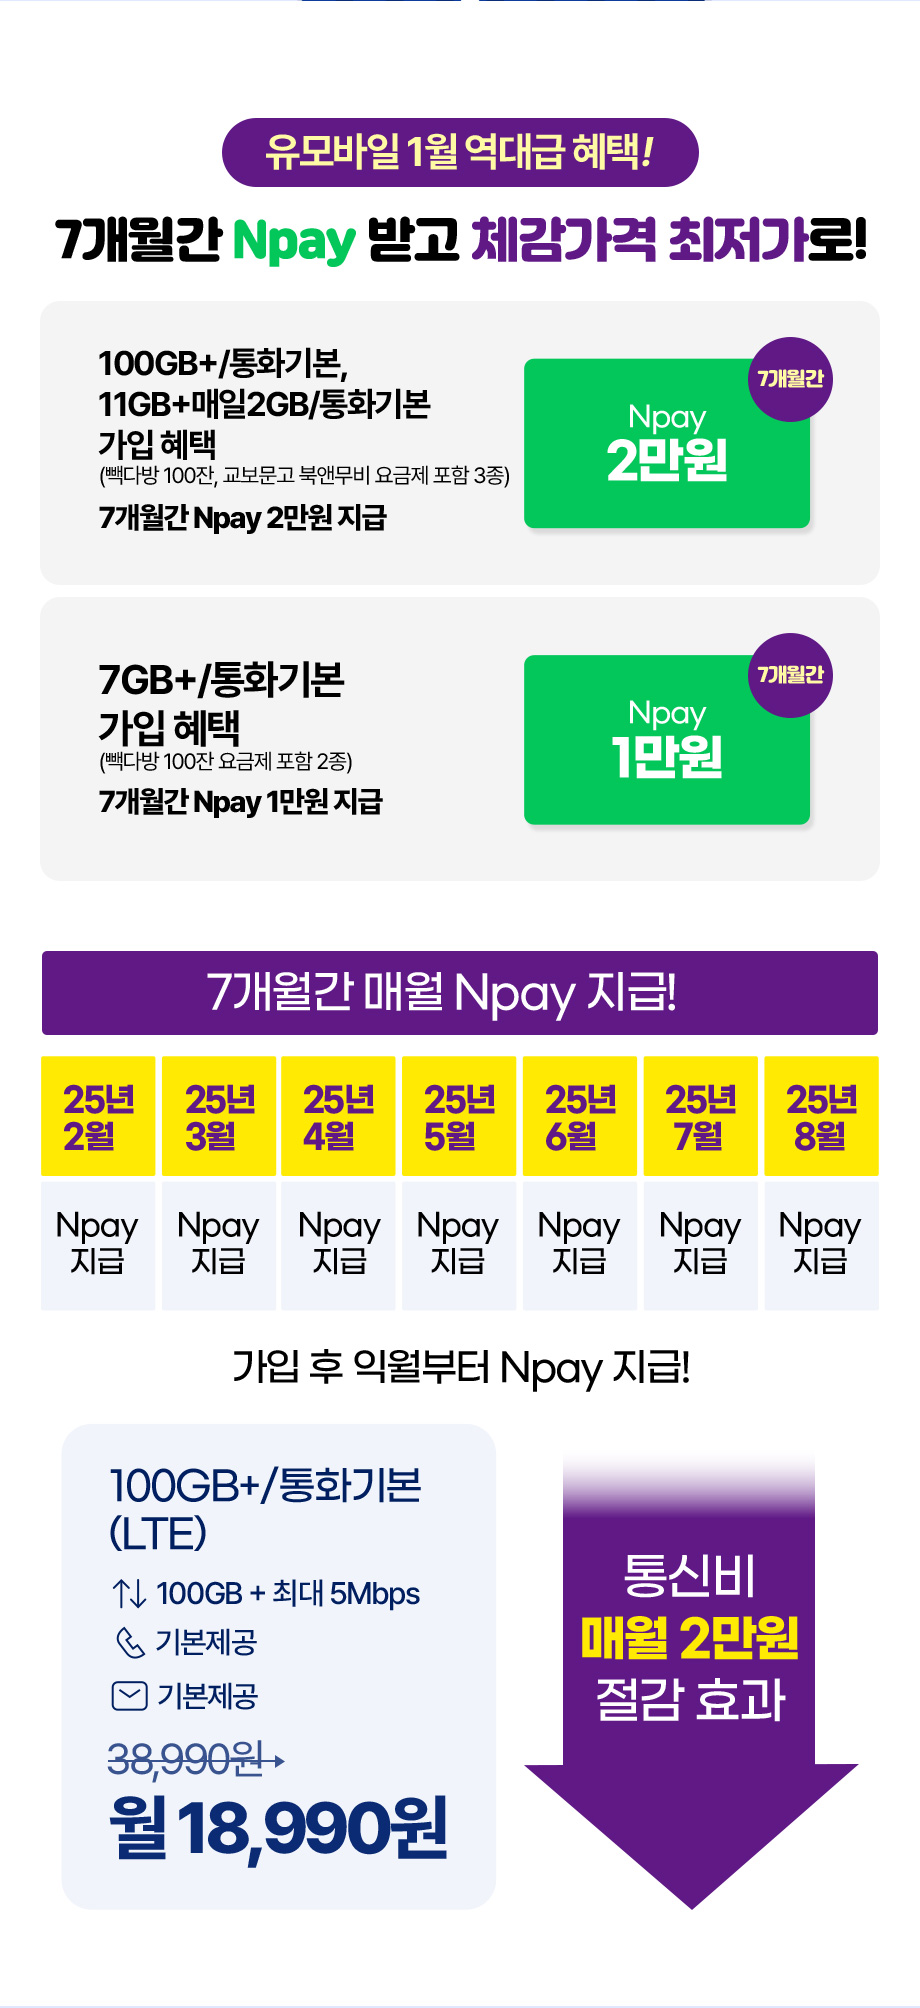 유모바일 1월 역대급 혜택!
7개월간 Npay 받고 체감가격 최저가로!
100GB+/통화기본,
11GB+매일2GB/통화기본
가입 혜택
(빽다방 100잔, 교보문고 북앤무비 요금제 포함 3종)
7개월간 Npay 2만원 지급
7개월간
Npay
2만원
7GB+/통화기본
가입 혜택
(빽다방 100잔 요금제 포함 2종)
7개월간 Npay 1만원 지급
7개월간
Npay
1만원
7개월간 매월 Npay 지급!
25년 25년 25년 25년 25년 25년 25년
2월 3월 4월 5월 6월 7월 8월
Npay Npay Npay Npay Npay Npay Npay
지급 지급 지급 지급 지급 지급 지급
가입 후 익월부터 Npay 지급!
100GB+/통화기본
(LTE)
100GB + 최대 5Mbps
기본제공
기본제공
38,990원
월 18,990원
통신비
매월 2만원
절감 효과